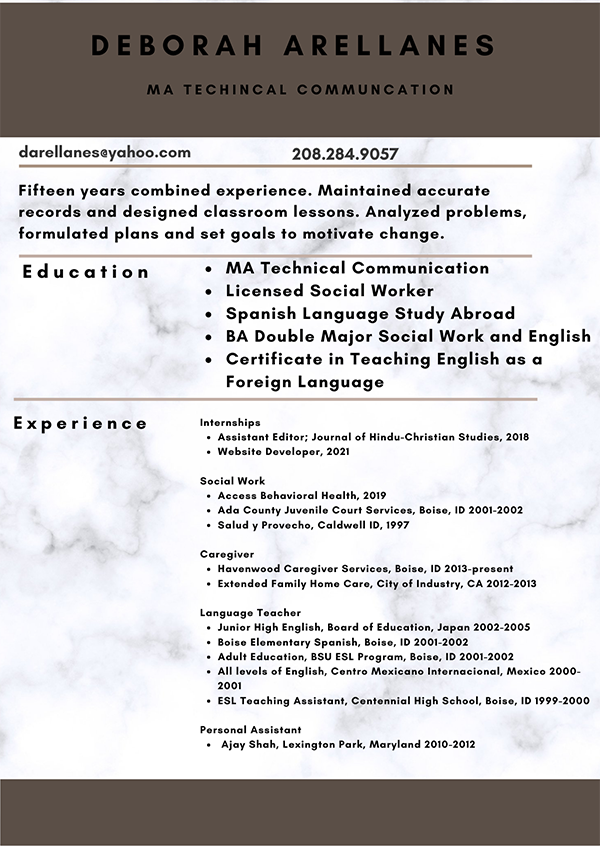 DEBORAH ARELLANES
MA TECHINCAL COMMUNCATION
darellanes@yahoo.com 208.284.9057
Fifteen years combined experience. Maintained accurate
records and designed classroom lessons. Analyzed problems,
formulated plans and set goals to motivate change.
Education
• MA Technical Communication
• Licensed Social Worker
• Spanish Language Study Abroad
• BA Double Major Social Work and English
• Certificate in Teaching English as a
Foreign Language
Experience
Internships
• Assistant Editor; Journal of Hindu-Christian Studies, 2018
• Website Developer, 2021
Social Work
• Access Behavioral Health, 2019
• Ada County Juvenile Court Services, Boise, ID 2001-2002
• Salud y Provecho, Caldwell ID, 1997
Caregiver
• Havenwood Caregiver Services, Boise, ID 2013-present
• Extended Family Home Care, City of Industry, CA 2012-2013
Language Teacher
• Junior High English, Board of Education, Japan 2002-2005
• Boise Elementary Spanish, Boise, ID 2001-2002
• Adult Education, BSU ESL Program, Boise, ID 2001-2002
• All levels of English, Centro Mexicano Internacional, Mexico 2000-
2001
• ESL Teaching Assistant, Centennial High School, Boise, ID 1999-2000
Personal Assistant
• Ajay Shah, Lexington Park, Maryland 2010-2012